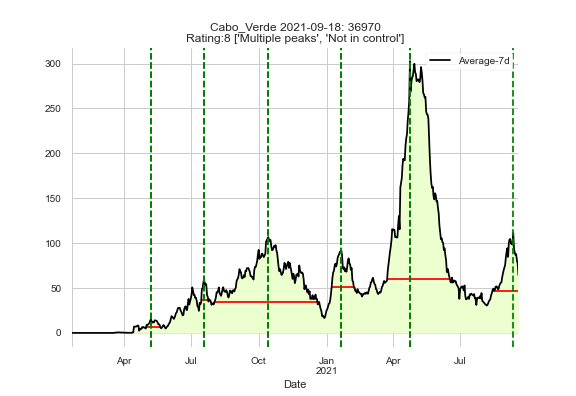 Cabo_Verde 2021-09-18: 36970
Rating:8 ['Multiple peaks', 'Not in control']
Average-7d
300
250
200
150
100
50
0
Apr
Jul
Oct
Jan
2021
Apr
Jul
Date